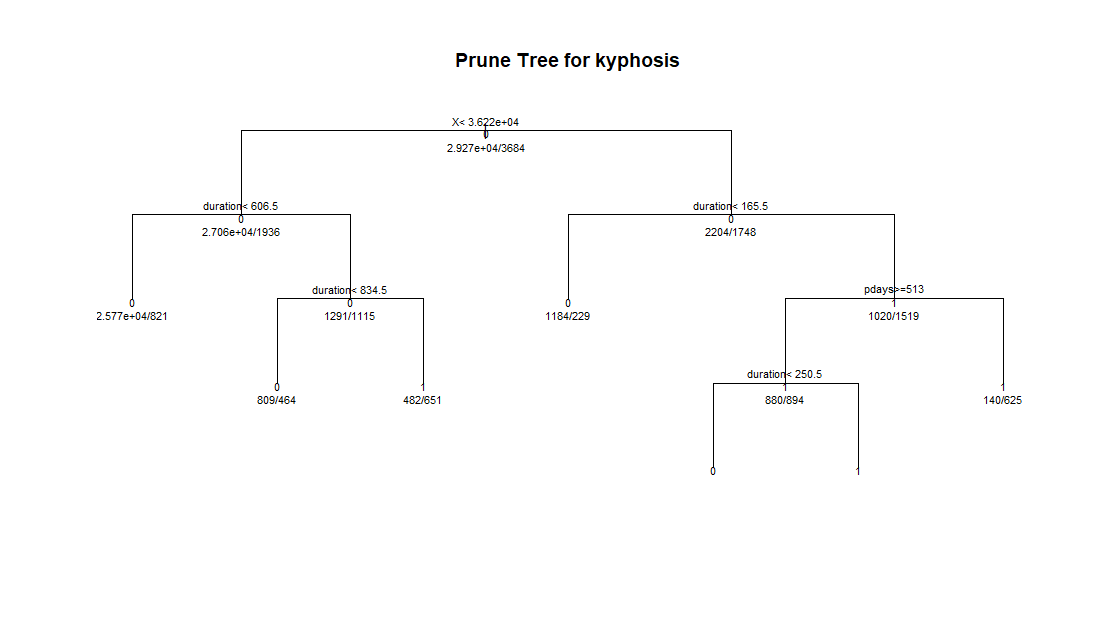 Prune Tree for kyphosis
X< 3.622e+04
0
2.927e+04/3684
duration< 606.5
0
2.706e+04/1936
duration< 165.5
0
2204/1748
0
2.577e+04/821
duration< 834.5
0
1291/1115
0
1184/229
pdays>=513
1
1020/1519
0
809/464
1
482/651
duration< 250.5
1
880/894
1
140/625
0
1